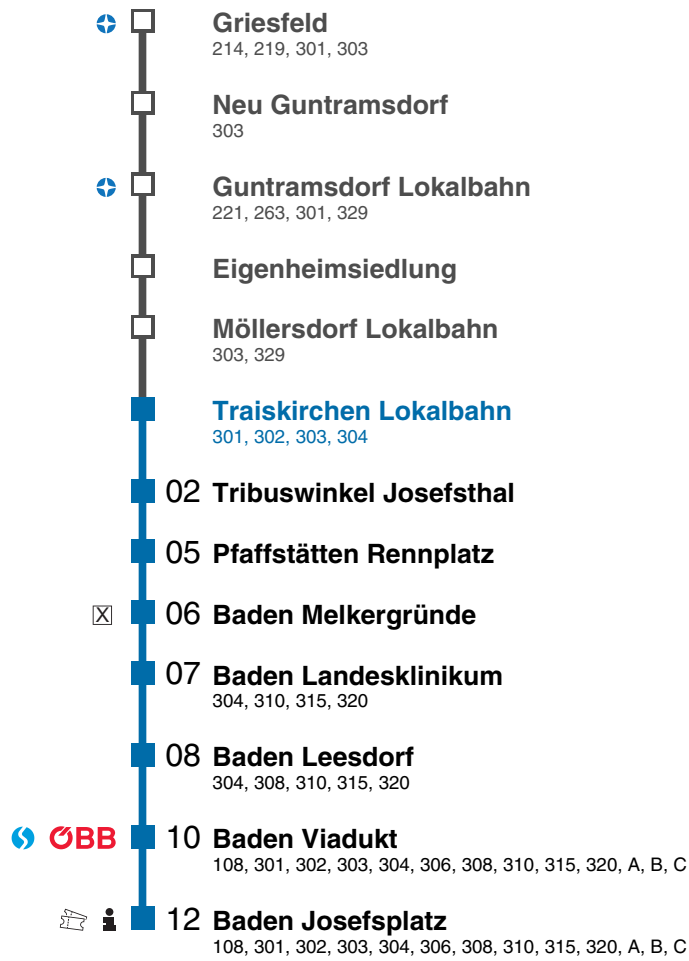 Griesfeld
214, 219, 301, 303
Neu Guntramsdorf
303
Guntramsdorf Lokalbahn
221, 263, 301, 329
Eigenheimsiedlung
Möllersdorf Lokalbahn
303, 329
Traiskirchen Lokalbahn
301, 302, 303, 304
02 Tribuswinkel Josefsthal
05 Pfaffstätten Rennplatz
X 06 Baden Melkergründe
07 Baden Landesklinikum
304, 310, 315, 320
08 Baden Leesdorf
304, 308, 310, 315, 320
ÖBB 10 Baden Viadukt
108, 301, 302, 303, 304, 306, 308, 310, 315, 320, A, B, C
i 12 Baden Josefsplatz
108, 301, 302, 303, 304, 306, 308, 310, 315, 320, A, B, C